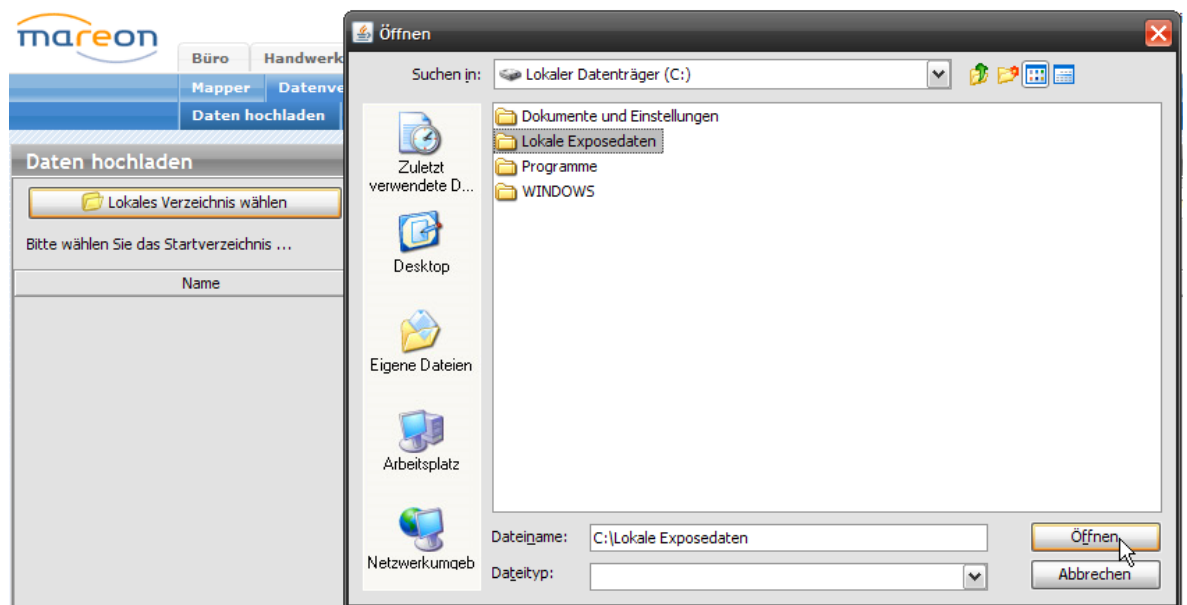 mareon
Büro Handwerk
Mapper Datenve
Daten hochladen
Daten hochladen
Lokales Verzeichnis wählen
Bitte wählen Sie das Startverzeichnis ...
Name
Öffnen
Suchen in: Lokaler Datenträger (C:)
Zuletzt
verwendete D...
Desktop
Eigene Dateien
Arbeitsplatz
Netzwerkumgeb
Dokumente und Einstellungen
Lokale Exposedaten
Programme
WINDOWS
Dateiname: C:\Lokale Exposedaten
Öffnen
Dateityp:
Abbrechen